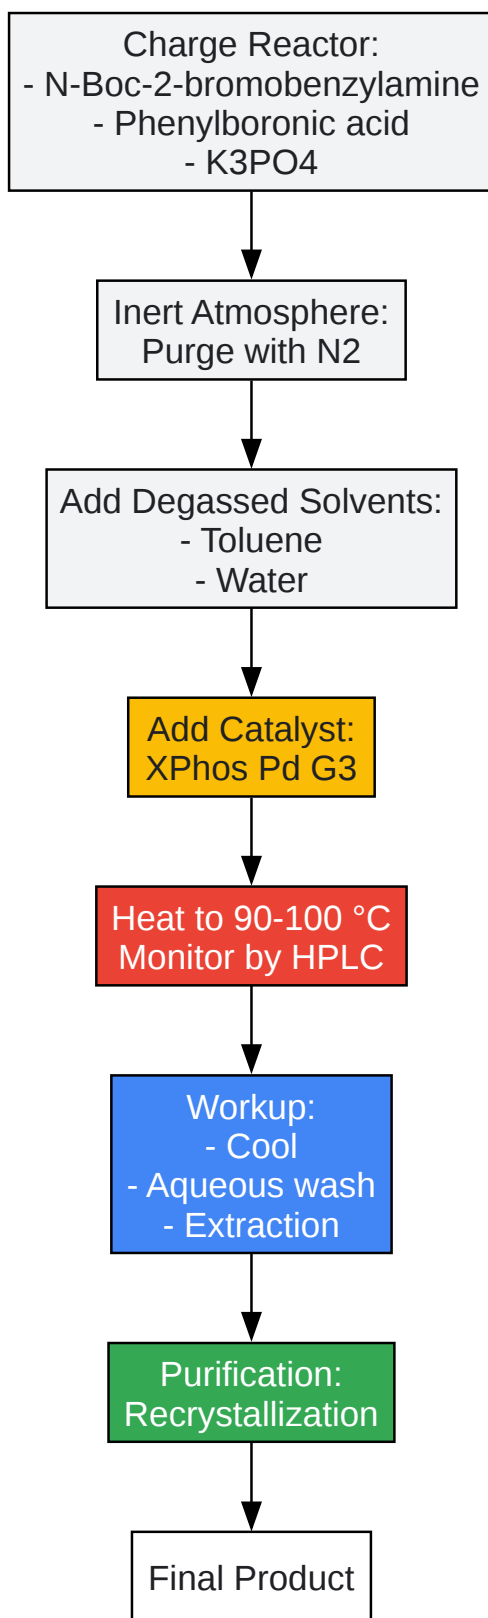 Charge Reactor:
- N-Boc-2-bromobenzylamine
- Phenylboronic acid
- K3PO4
Inert Atmosphere:
Purge with N2
Add Degassed Solvents:
- Toluene
- Water
Add Catalyst:
XPhos Pd G3
Heat to 90-100 °C
Monitor by HPLC
Workup:
- Cool
- Aqueous wash
- Extraction
Purification:
Recrystallization
Final Product